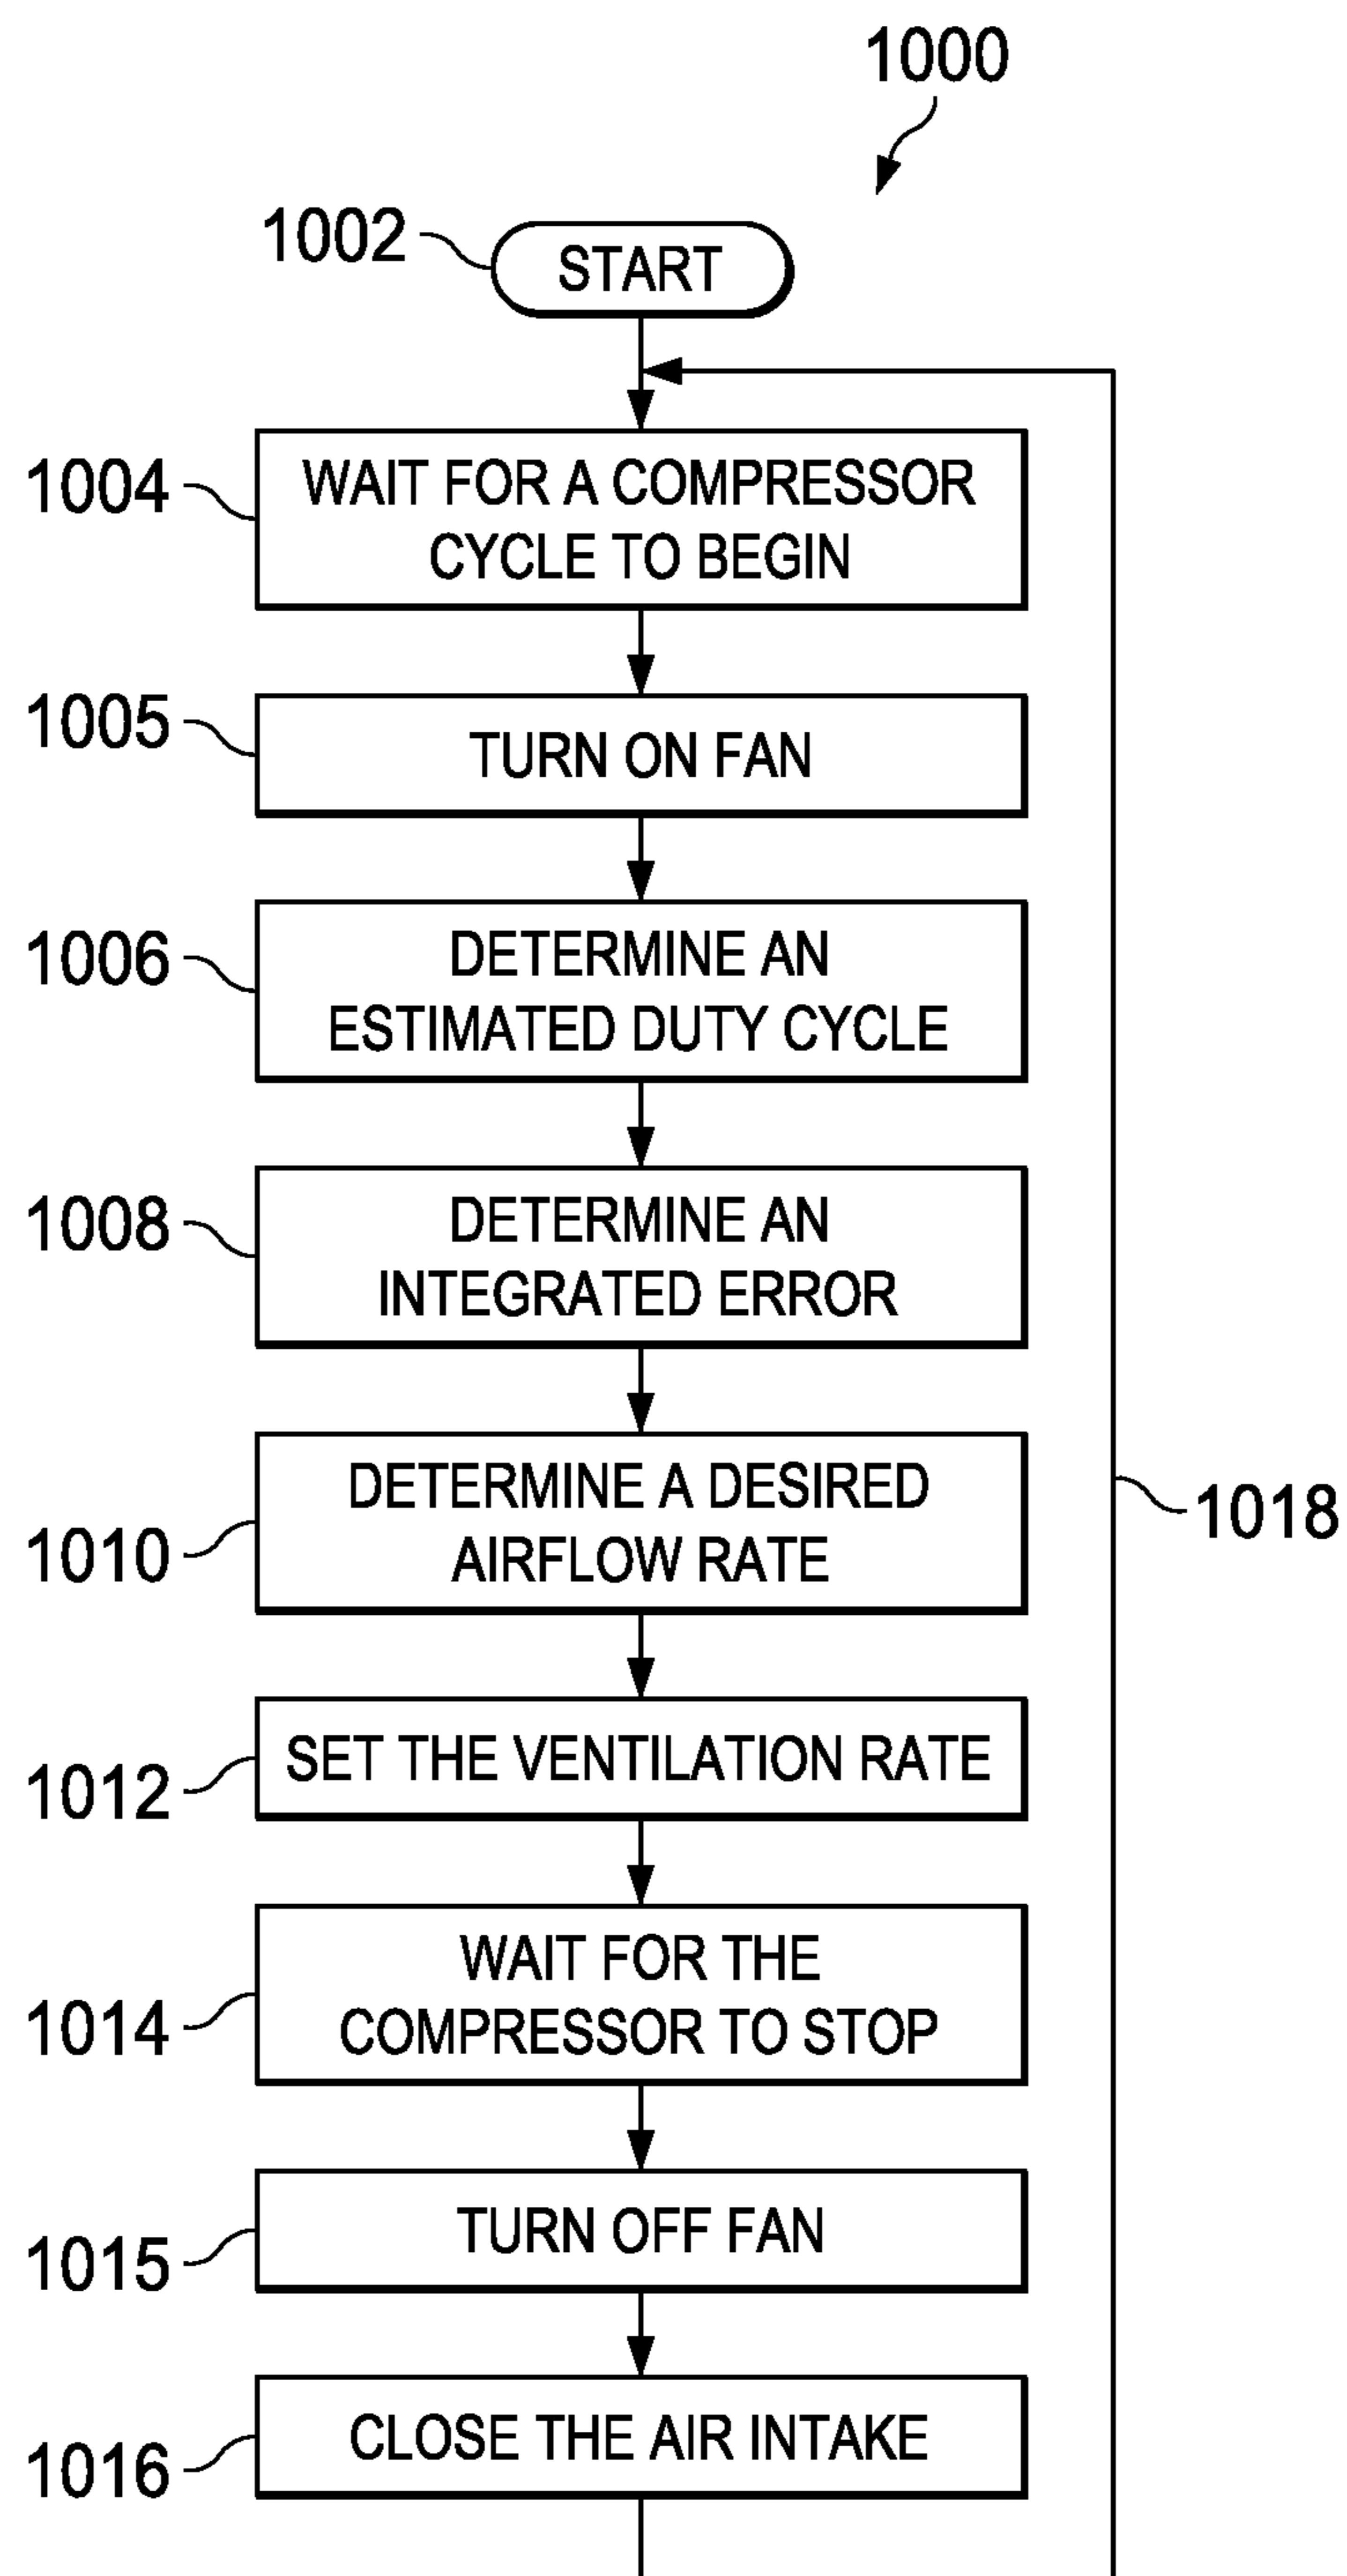 1000
1002
START
1004
WAIT FOR A COMPRESSOR
CYCLE TO BEGIN
1005
TURN ON FAN
1006
DETERMINE AN
ESTIMATED DUTY CYCLE
1008
DETERMINE AN
INTEGRATED ERROR
1010
DETERMINE A DESIRED
AIRFLOW RATE
1018
1012
SET THE VENTILATION RATE
1014
WAIT FOR THE
COMPRESSOR TO STOP
1015
TURN OFF FAN
1016
CLOSE THE AIR INTAKE